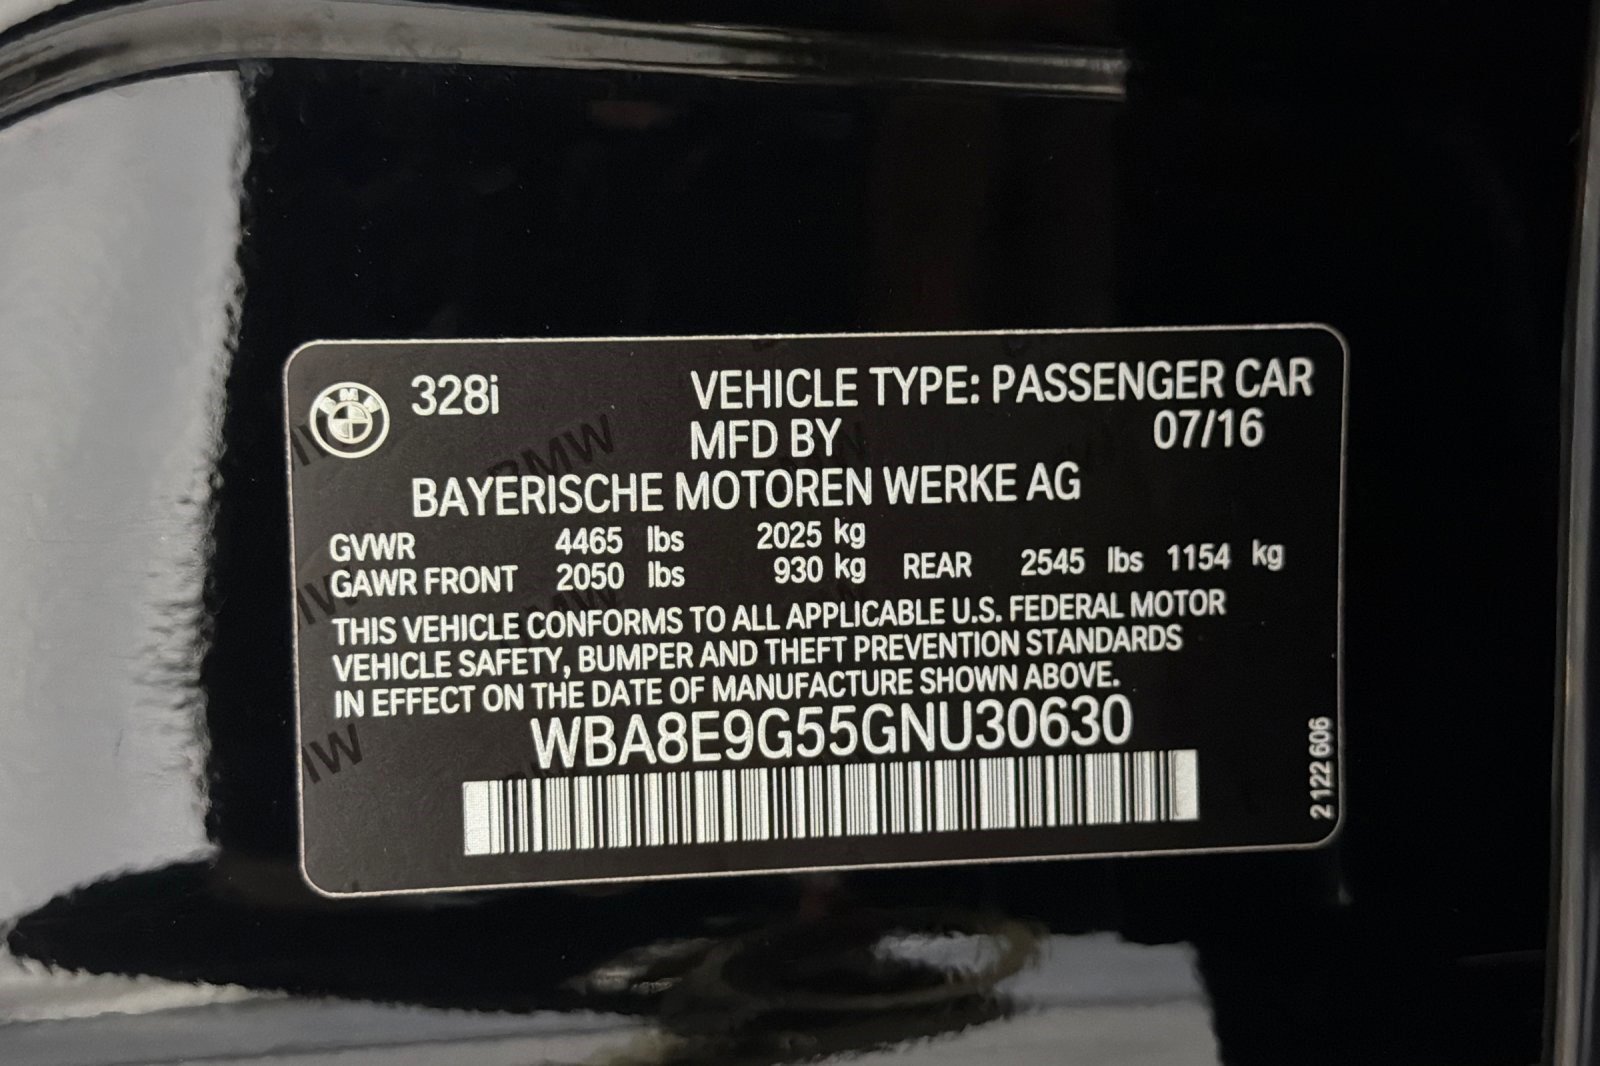 328i VEHICLE TYPE: PASSENGER CAR
MFD BY 07/16
BAYERISCHE MOTOREN WERKE AG
GVWR 4465 lbs 2025 kg
GAWR FRONT 2050 lbs 930 kg REAR 2545 lbs 1154 kg
THIS VEHICLE CONFORMS TO ALL APPLICABLE U.S. FEDERAL MOTOR
VEHICLE SAFETY, BUMPER AND THEFT PREVENTION STANDARDS
IN EFFECT ON THE DATE OF MANUFACTURE SHOWN ABOVE.
WBA8E9G55GNU30630
2 122 606
BMW
BMW